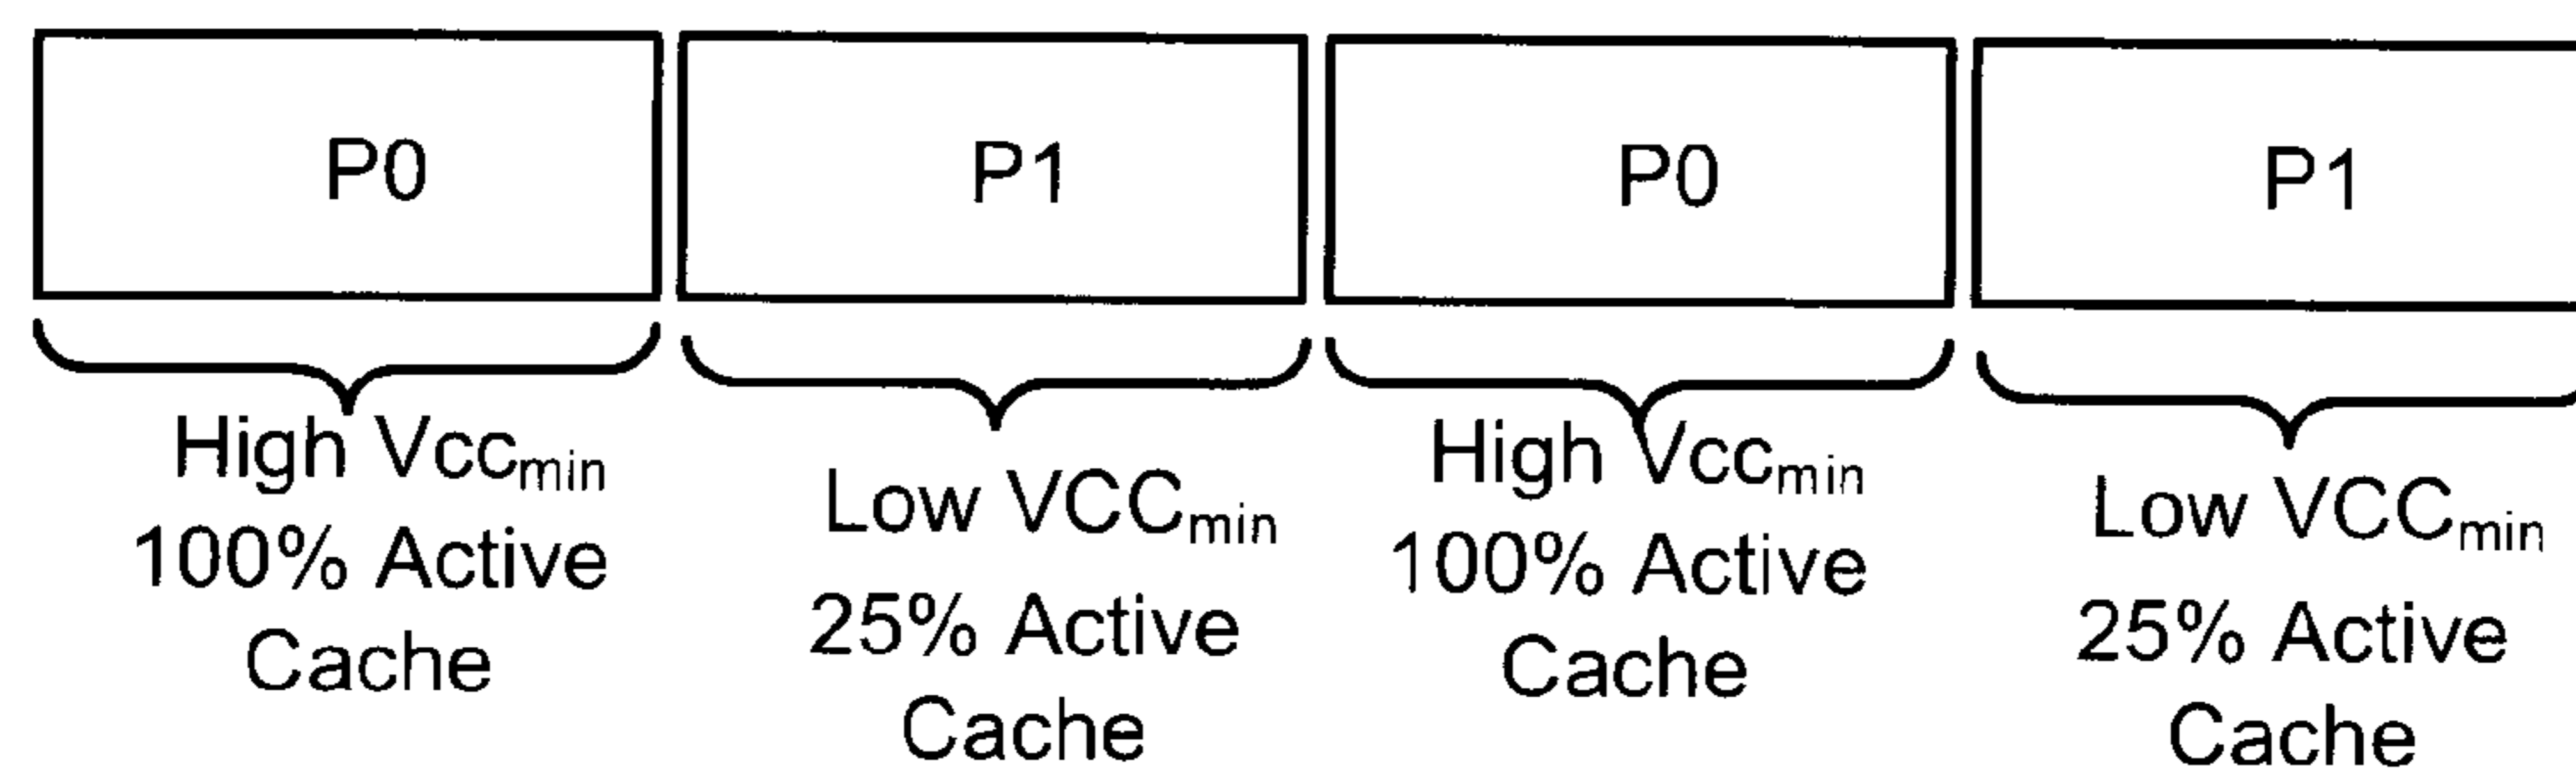 P0
P1
P0
P1
High Vccmin
100% Active
Cache
Low VCCmin
25% Active
Cache
High Vccmin
100% Active
Cache
Low VCCmin
25% Active
Cache